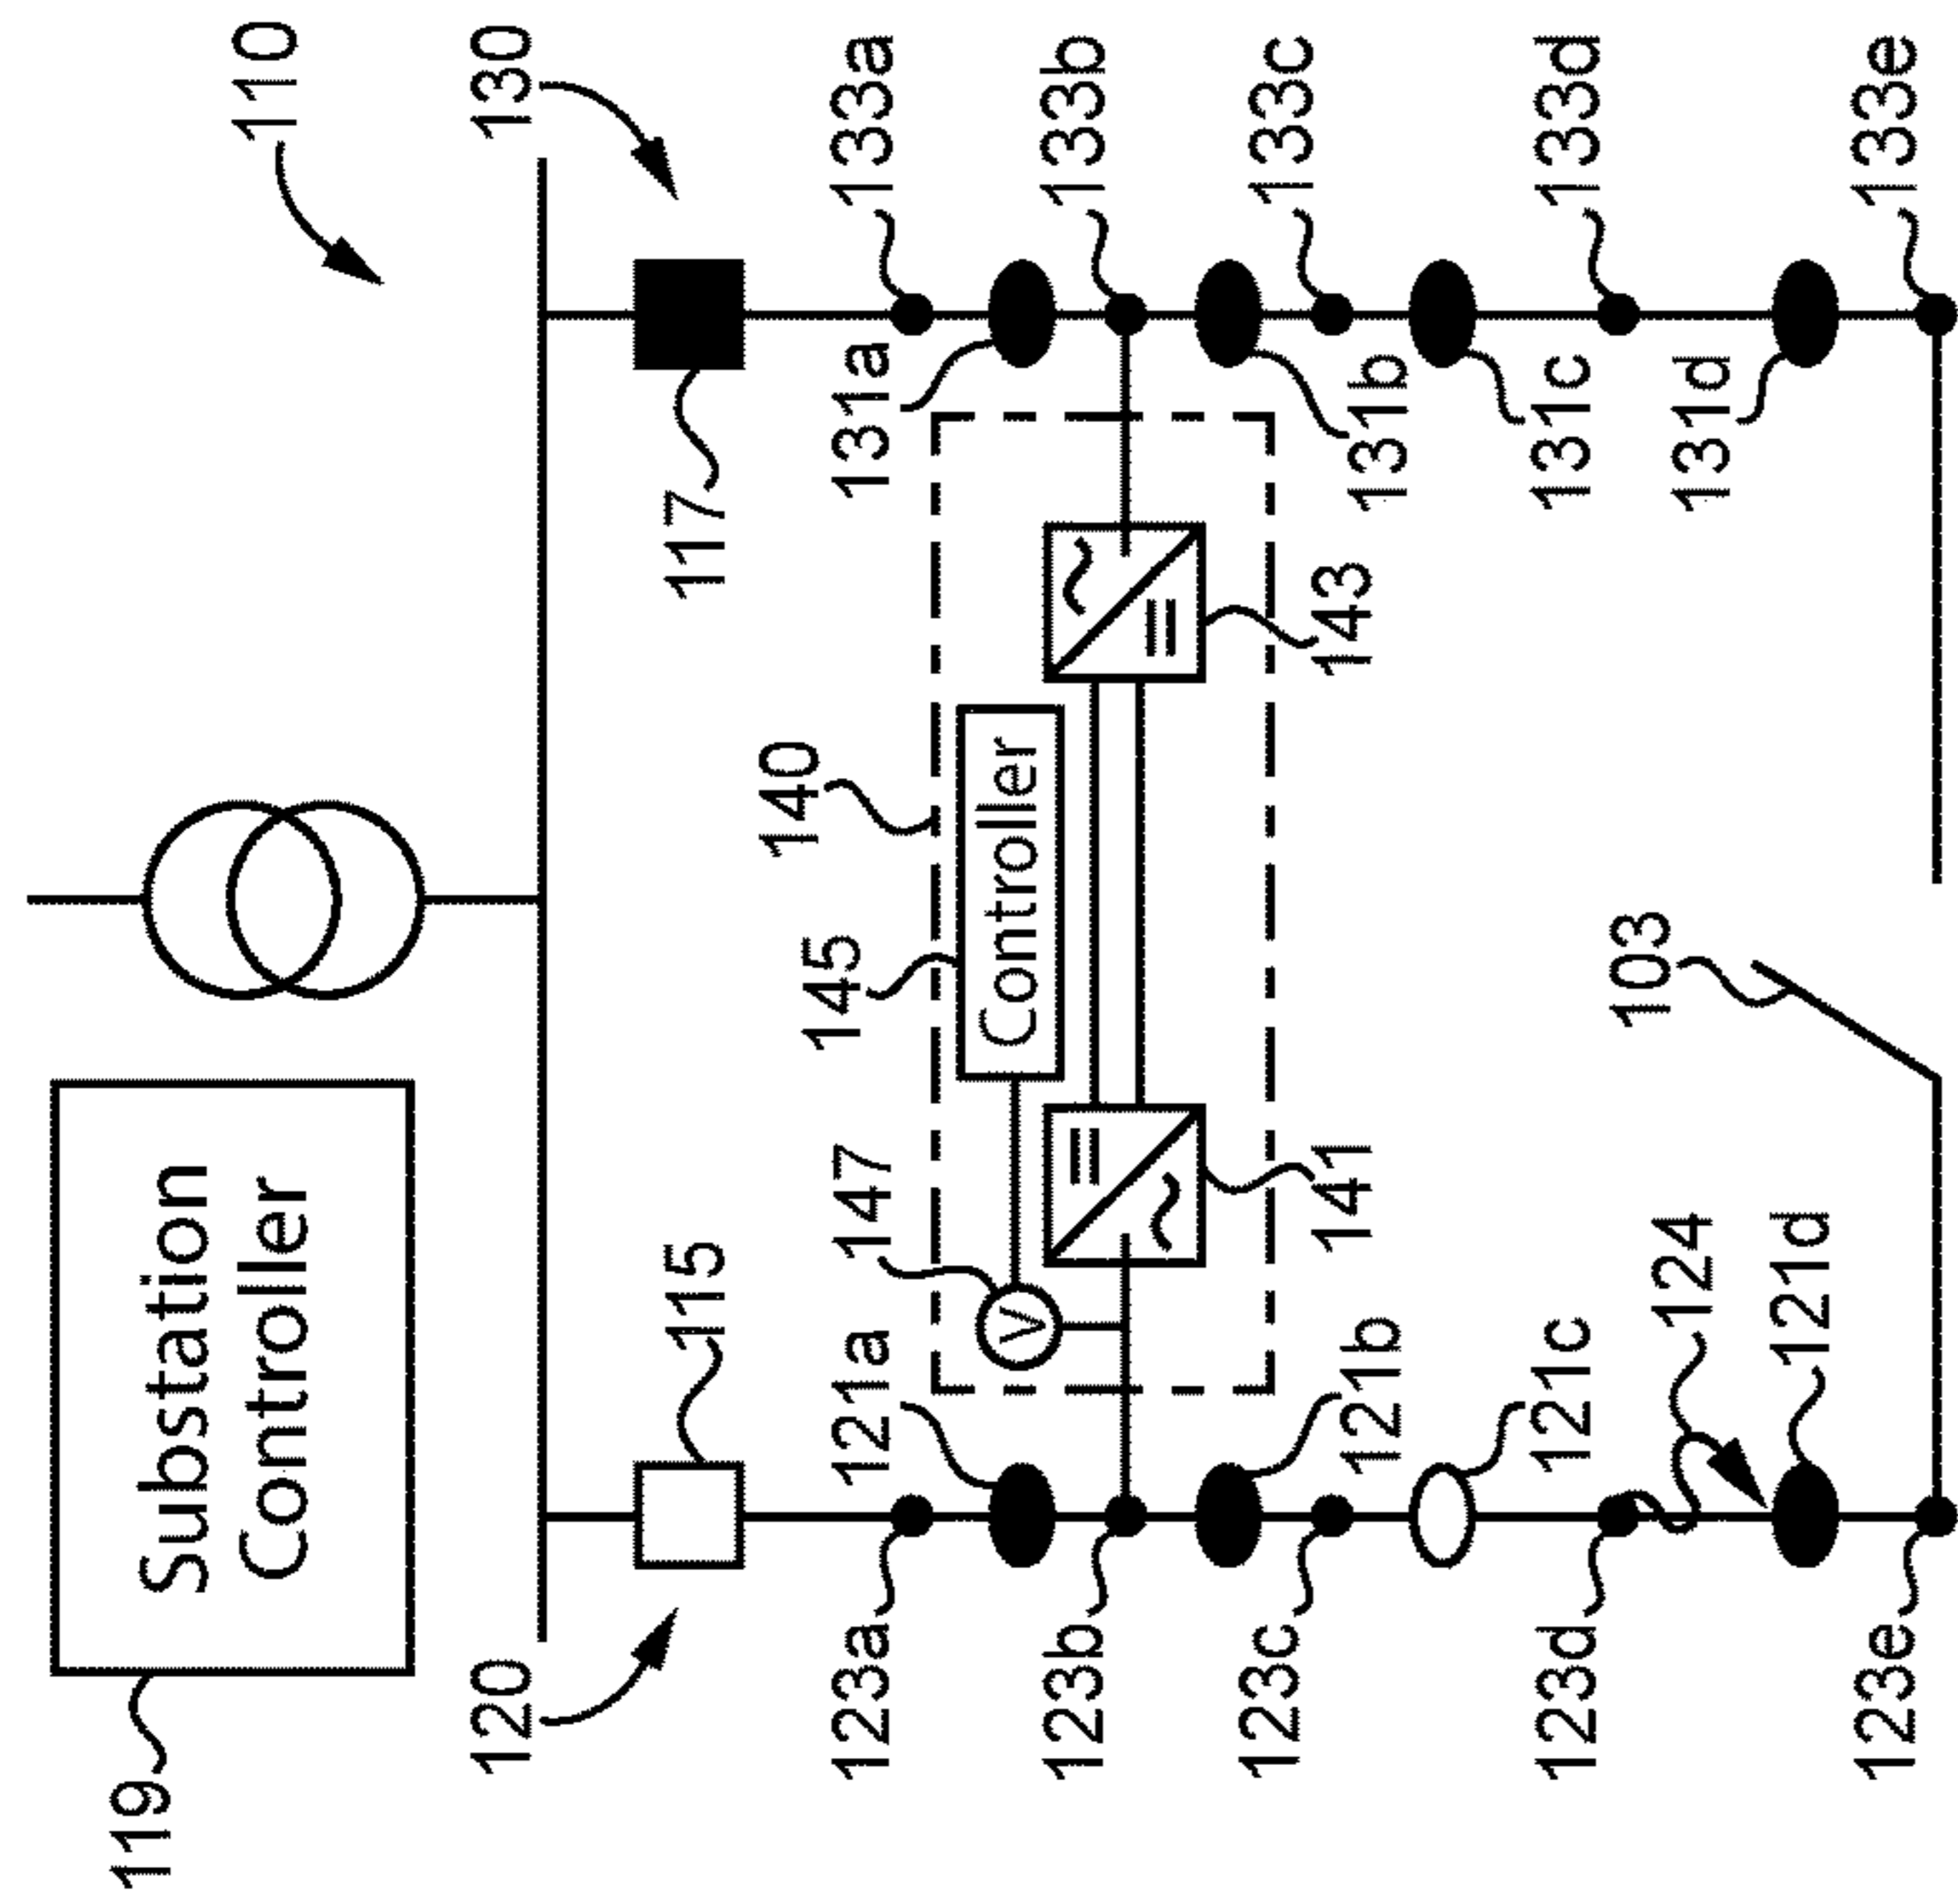 119
Substation
Controller
110
120
130
115
117
140
145
123a
121a
147
131a
133a
V
Controller
123b
133b
123c
133c
141
143
121b
131b
123d
121c
131c
133d
103
124
131d
121d
123e
133e